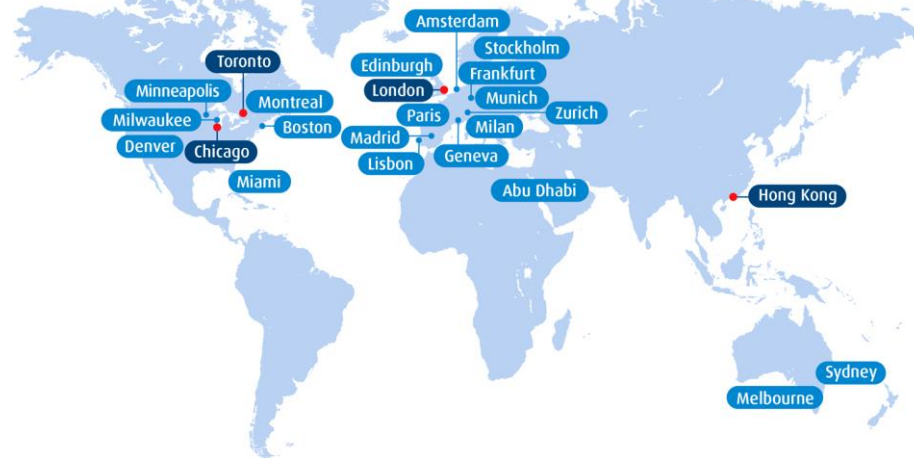 Amsterdam
Stockholm
Toronto
Edinburgh
Frankfurt
Minneapolis
London
Munich
Montreal
Paris
Zurich
Milwaukee
Boston
Milan
Madrid
Denver
Chicago
Geneva
Lisbon
Miami
Abu Dhabi
Hong Kong
Sydney
Melbourne